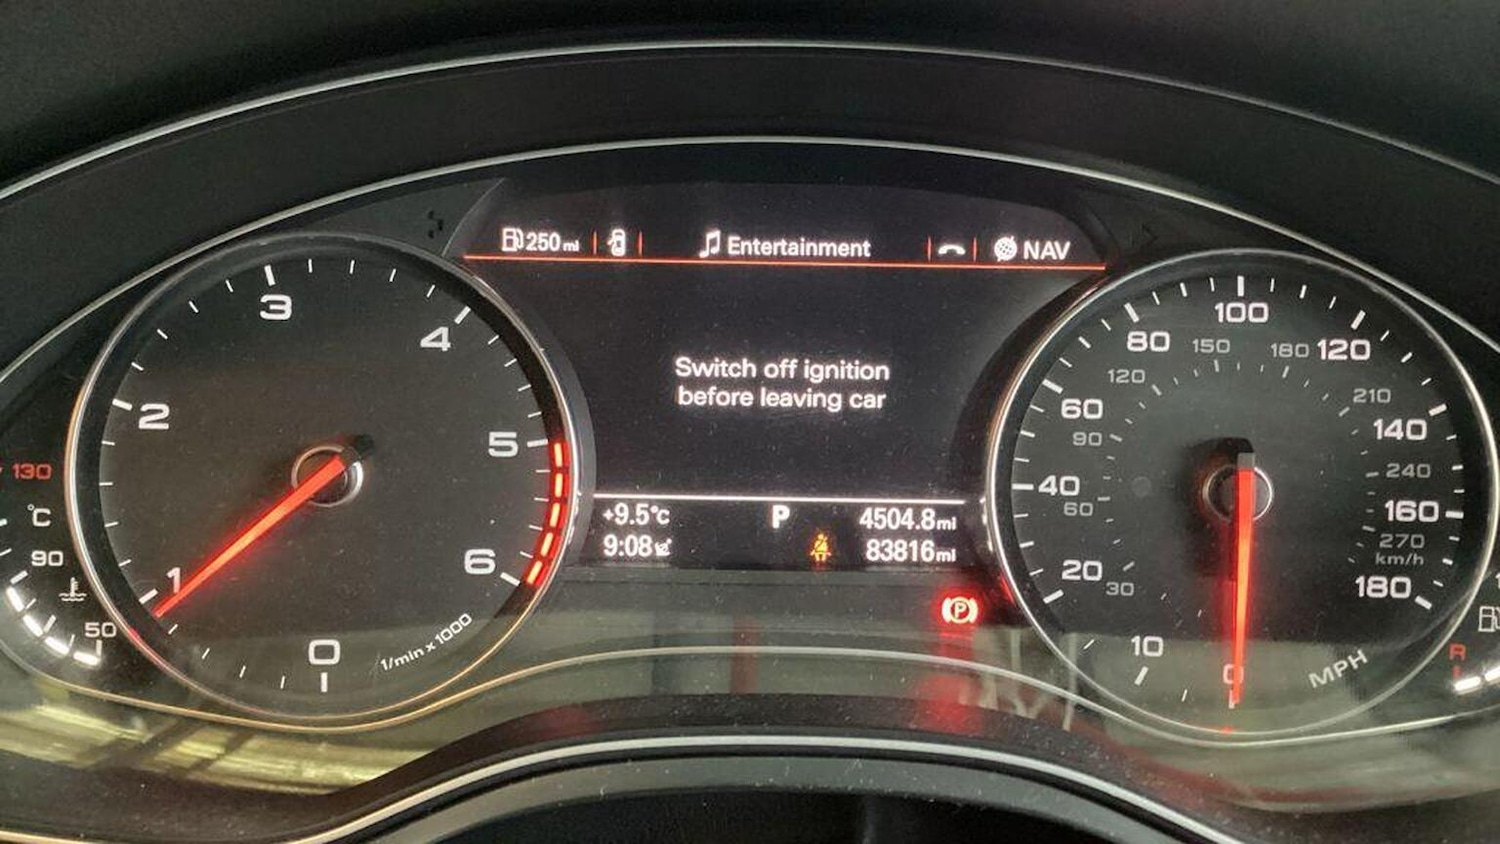 250 mi
Entertainment
NAV
Switch off ignition
before leaving car
+9.5°C
P
4504.8mi
9:08
83816mi
(P)
0
1
2
3
4
5
6
1/min x 1000
130
°C
90
50
0
10
20
40
60
80
100
120
140
160
180
MPH
30
60
90
120
150
180
210
240
270
km/h
R